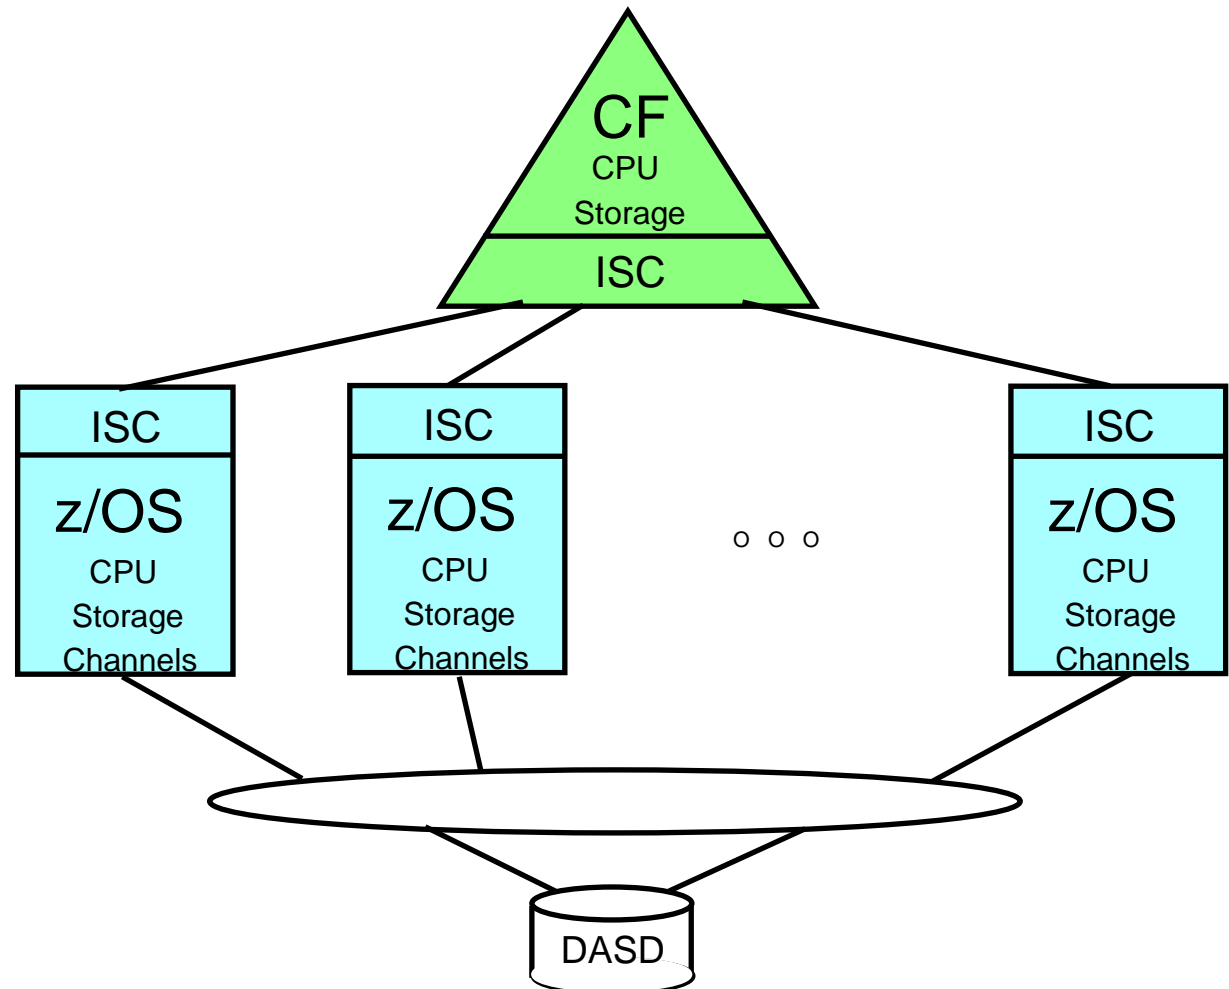 CF
CPU
Storage
ISC
ISC
z/OS
CPU
Storage
Channels
ISC
z/OS
CPU
Storage
Channels
o o o
ISC
z/OS
CPU
Storage
Channels
DASD